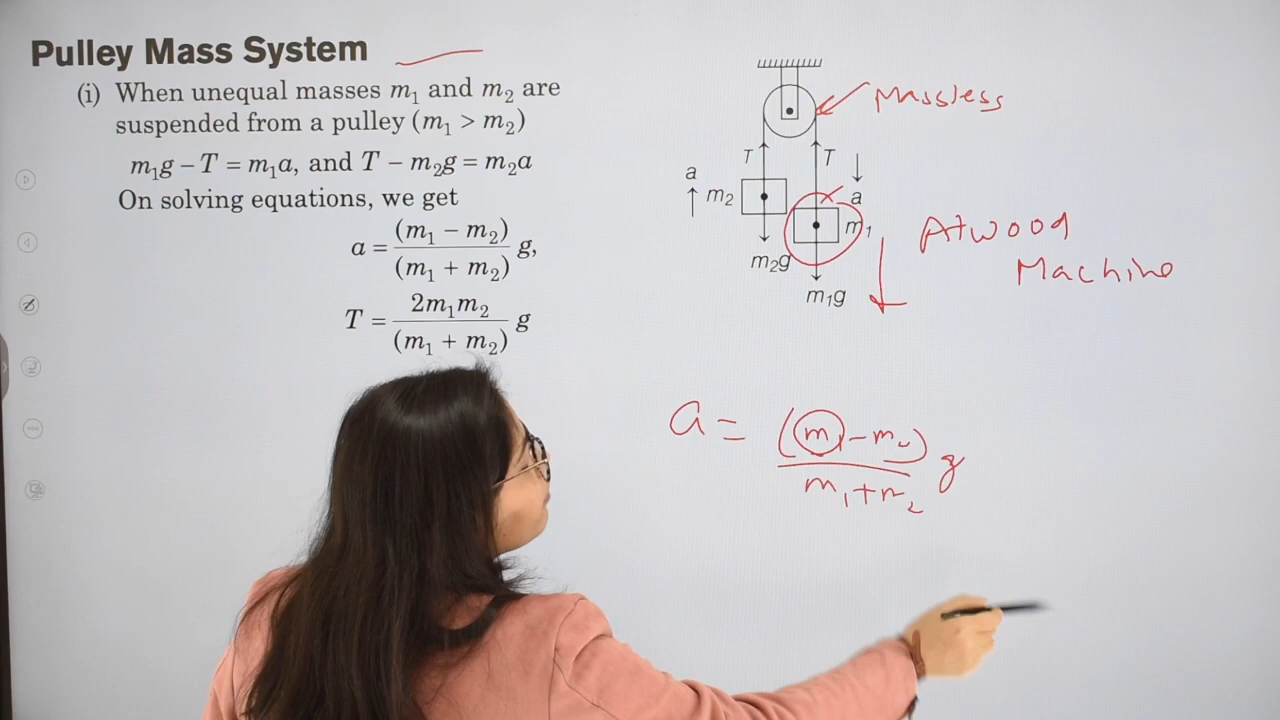 Pulley Mass System
(i) When unequal masses m₁ and m₂ are
suspended from a pulley (m₁ > m₂)
m₁g − T = m₁a, and T − m₂g = m₂a
On solving equations, we get
a = (m₁ − m₂) / (m₁ + m₂) g,
T = 2m₁m₂ / (m₁ + m₂) g
Massless
T T
a
m₂ a
m₁
m₂g
m₁g
Atwood
Machine
a = (m₁ − m₂) / m₁ + m₂ g